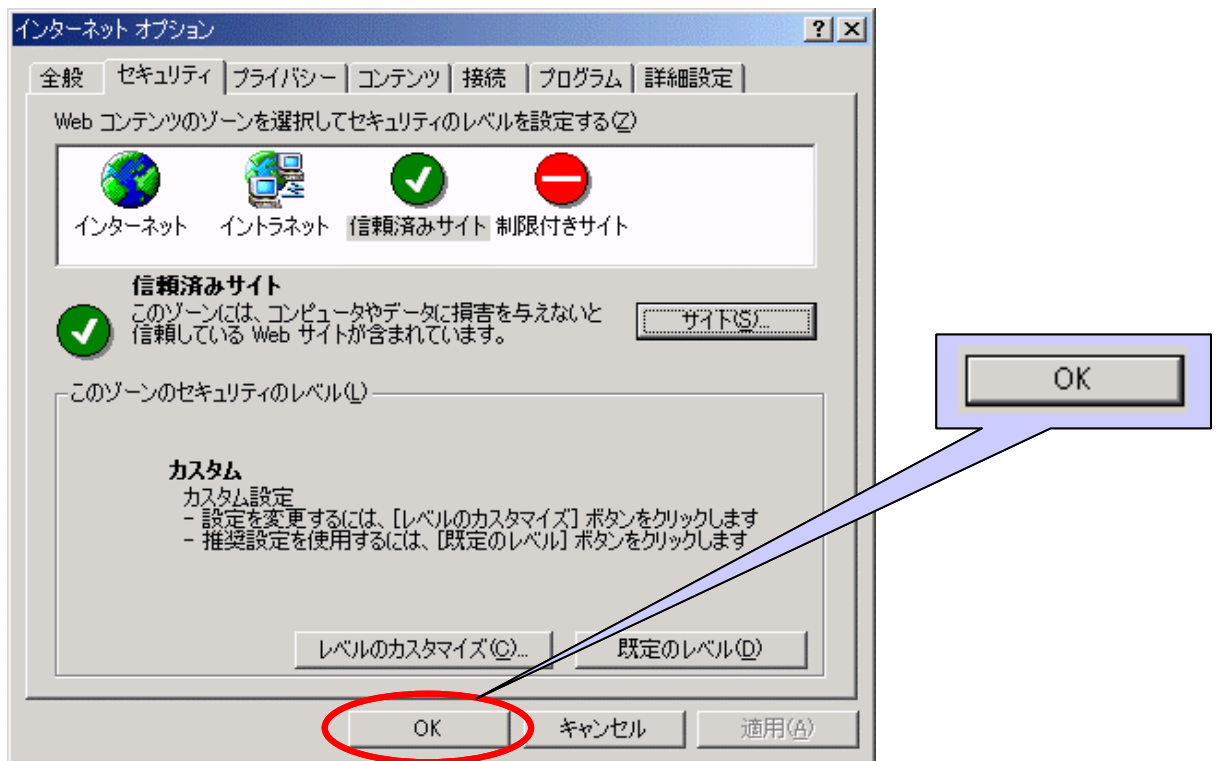 インターネット オプション
? ×
全般 セキュリティ プライバシー コンテンツ 接続 プログラム 詳細設定
Web コンテンツのゾーンを選択してセキュリティのレベルを設定する(Z)
インターネット イントラネット 信頼済みサイト 制限付きサイト
信頼済みサイト
このゾーンには、コンピュータやデータに損害を与えないと
信頼している Web サイトが含まれています。
サイト(S)...
OK
このゾーンのセキュリティのレベル(L)
カスタム
カスタム設定
- 設定を変更するには、[レベルのカスタマイズ] ボタンをクリックします
- 推奨設定を使用するには、[既定のレベル] ボタンをクリックします
レベルのカスタマイズ(C)... 既定のレベル(D)
OK キャンセル 適用(A)